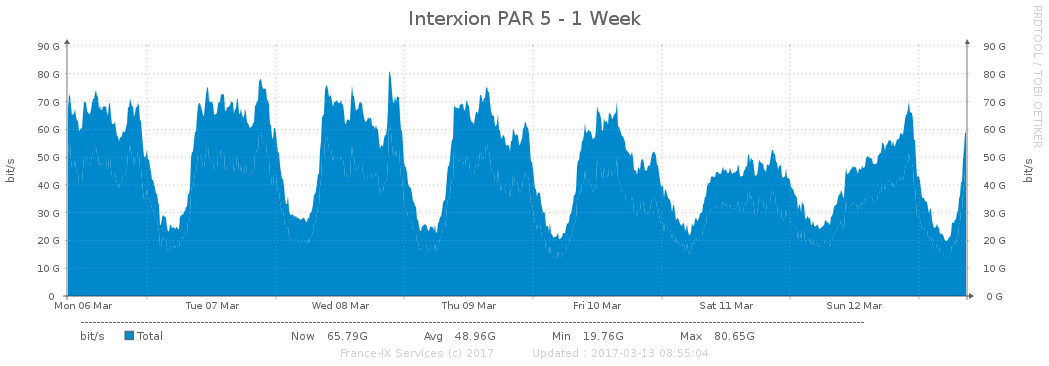 Interxion PAR 5 - 1 Week
RRDTOOL / TOBI OETIKER
90 G 90 G
80 G 80 G
70 G 70 G
60 G 60 G
50 G 50 G
40 G 40 G
30 G 30 G
20 G 20 G
10 G 10 G
0 0 G
bit/s
bit/s
Mon 06 Mar Tue 07 Mar Wed 08 Mar Thu 09 Mar Fri 10 Mar Sat 11 Mar Sun 12 Mar
bit/s Total Now 65.79G Avg 48.96G Min 19.76G Max 80.65G
France-IX Services (c) 2017 Updated : 2017-03-13 08:55:04